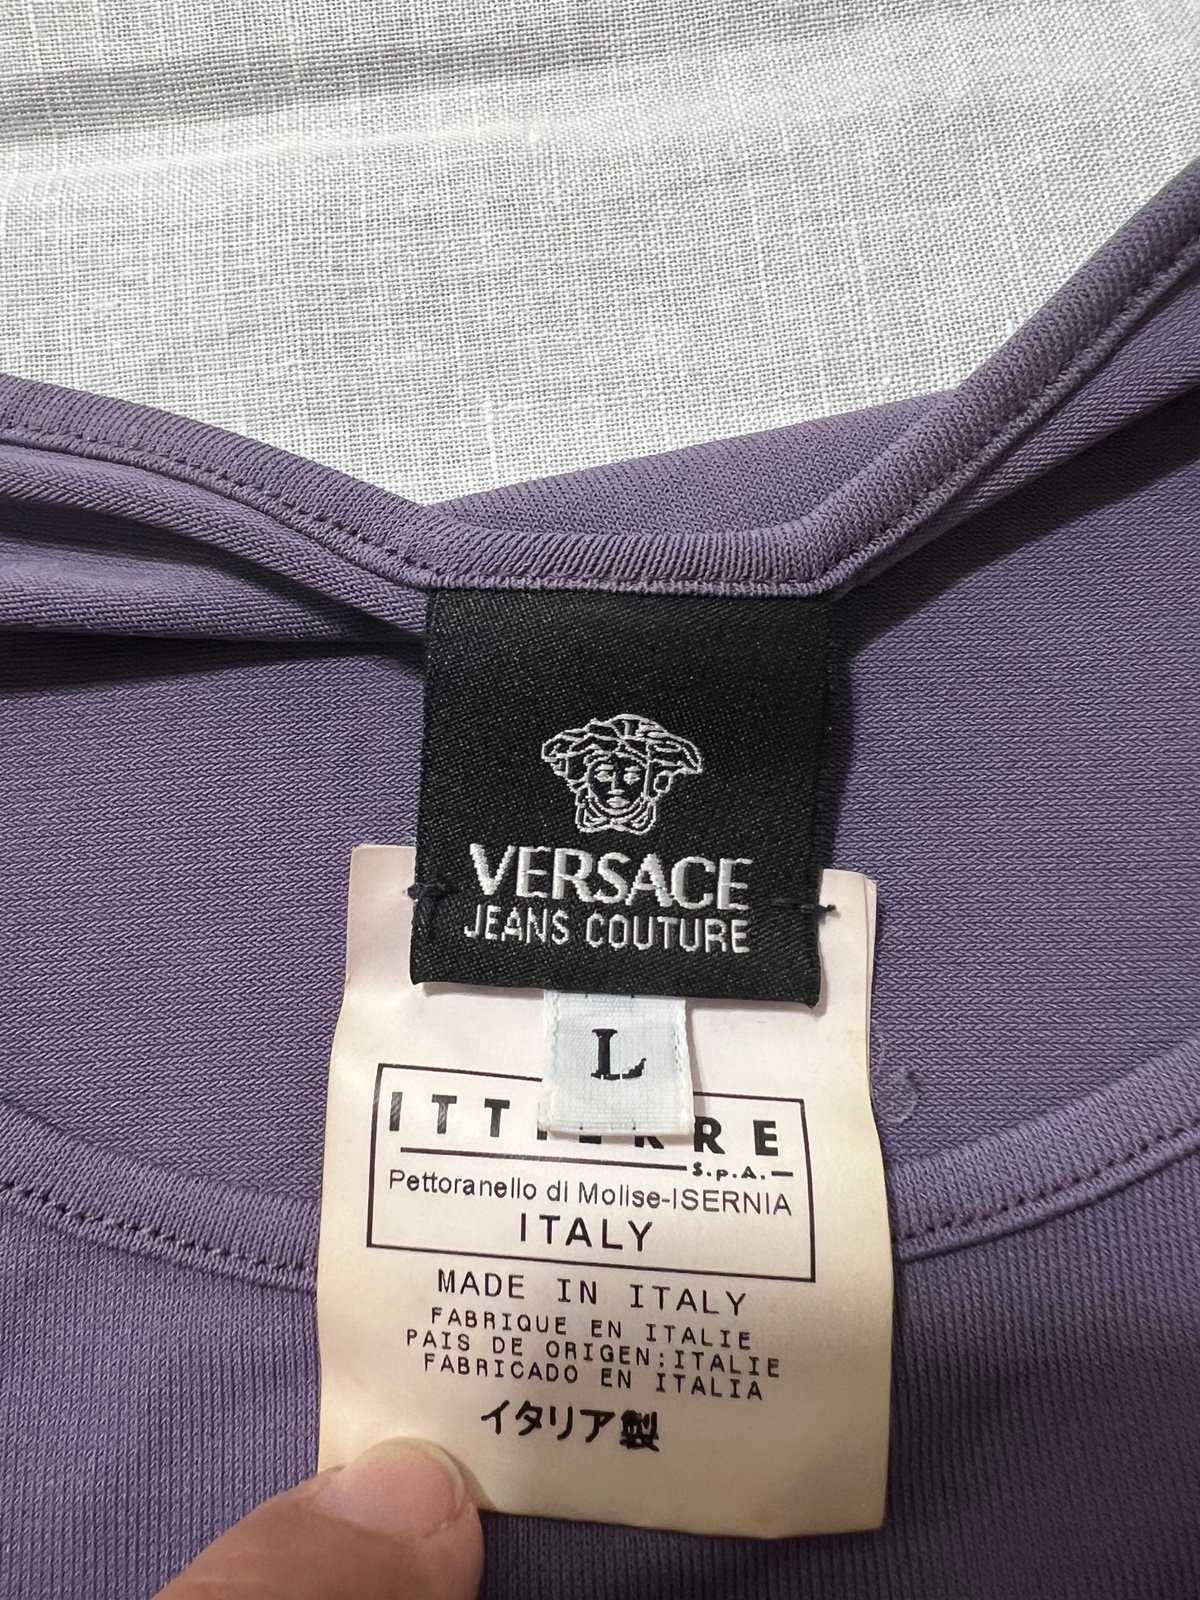 VERSACE
JEANS COUTURE
L
ITTIERRE
S.p.A.
Pettoranello di Molise-ISERNIA
ITALY
MADE IN ITALY
FABRIQUE EN ITALIE
PAIS DE ORIGEN:ITALIE
FABRICADO EN ITALIA
イタリア製